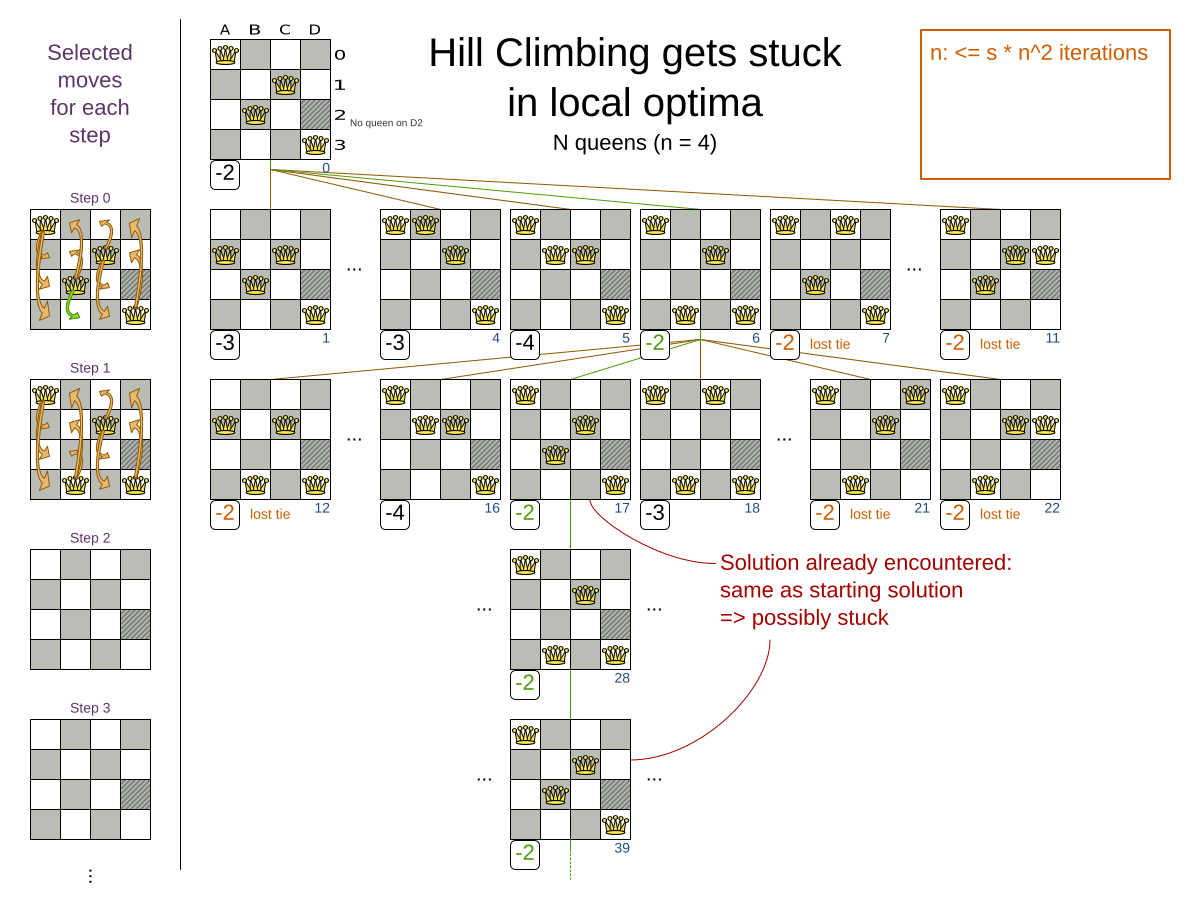 Selected
moves
for each
step
A B C D
0
1
2
3
No queen on D2
-2
0
Hill Climbing gets stuck
in local optima
N queens (n = 4)
n: <= s * n^2 iterations
Step 0
...
...
-3
1
-3
4
-4
5
-2
6
-2
lost tie
7
-2
lost tie
11
Step 1
...
...
-2
lost tie
12
-4
16
-2
17
-3
18
-2
lost tie
21
-2
lost tie
22
Step 2
...
...
-2
28
Solution already encountered:
same as starting solution
=> possibly stuck
Step 3
...
...
-2
39
...